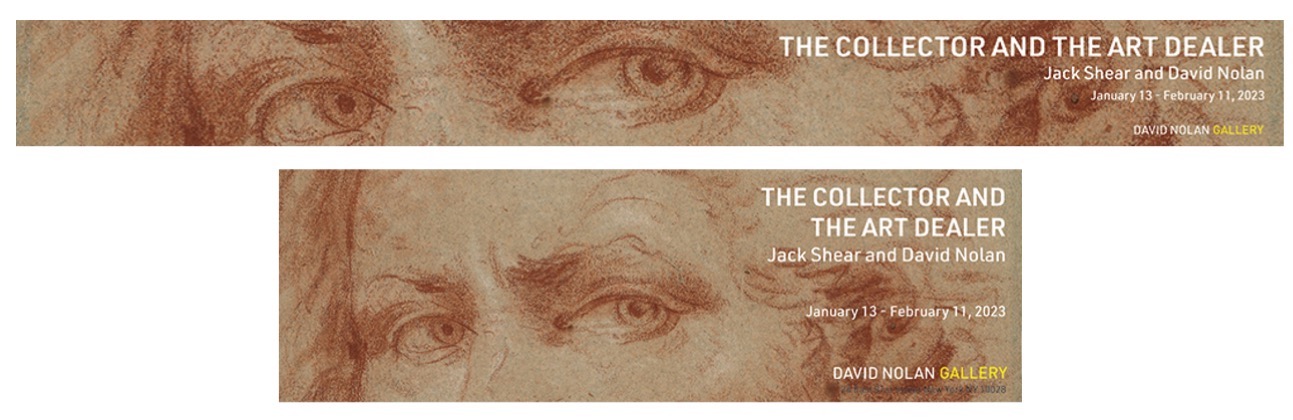 THE COLLECTOR AND THE ART DEALER
Jack Shear and David Nolan
January 13 - February 11, 2023
DAVID NOLAN GALLERY
THE COLLECTOR AND
THE ART DEALER
Jack Shear and David Nolan
January 13 - February 11, 2023
DAVID NOLAN GALLERY
10028